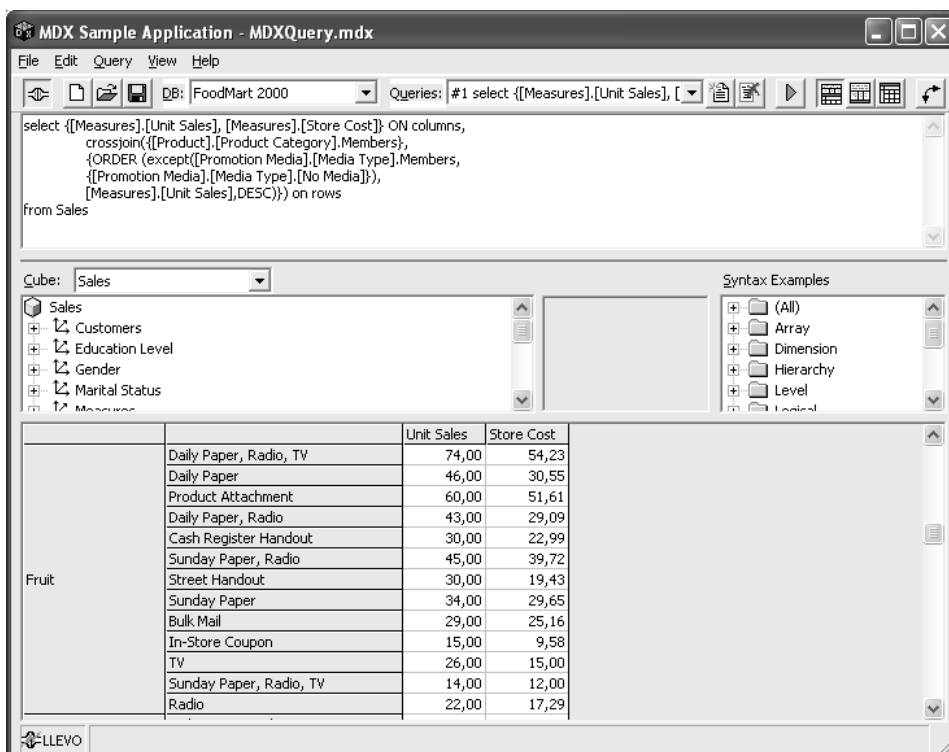 MDX Sample Application - MDXQuery.mdx
File Edit Query View Help
DB: FoodMart 2000 Queries: #1 select {[Measures].[Unit Sales], [
select {[Measures].[Unit Sales], [Measures].[Store Cost]} ON columns,
crossjoin({[Product].[Product Category].Members},
{ORDER (except([Promotion Media].[Media Type].Members,
{[Promotion Media].[Media Type].[No Media]}),
[Measures].[Unit Sales],DESC)}) on rows
from Sales
Cube: Sales Syntax Examples
Sales
Customers
Education Level
Gender
Marital Status
Measures
(All)
Array
Dimension
Hierarchy
Level
Logical
Unit Sales Store Cost
Fruit
Daily Paper, Radio, TV 74,00 54,23
Daily Paper 46,00 30,55
Product Attachment 60,00 51,61
Daily Paper, Radio 43,00 29,09
Cash Register Handout 30,00 22,99
Sunday Paper, Radio 45,00 39,72
Street Handout 30,00 19,43
Sunday Paper 34,00 29,65
Bulk Mail 29,00 25,16
In-Store Coupon 15,00 9,58
TV 26,00 15,00
Sunday Paper, Radio, TV 14,00 12,00
Radio 22,00 17,29
LLEVO